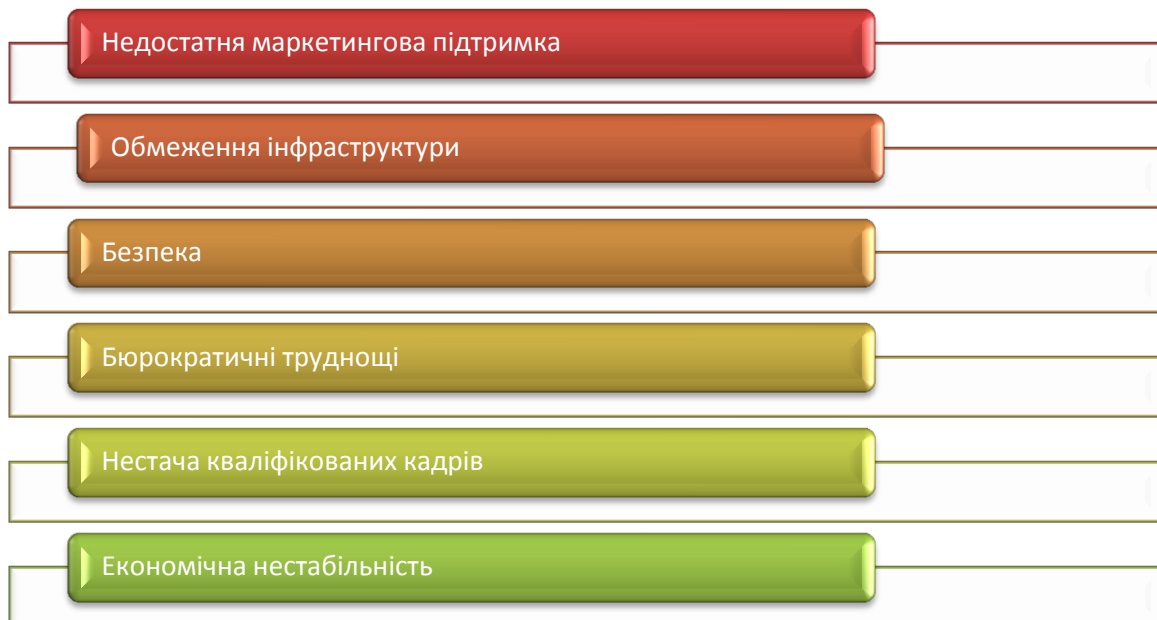 Недостатня маркетингова підтримка
Обмеження інфраструктури
Безпека
Бюрократичні труднощі
Нестача кваліфікованих кадрів
Економічна нестабільність